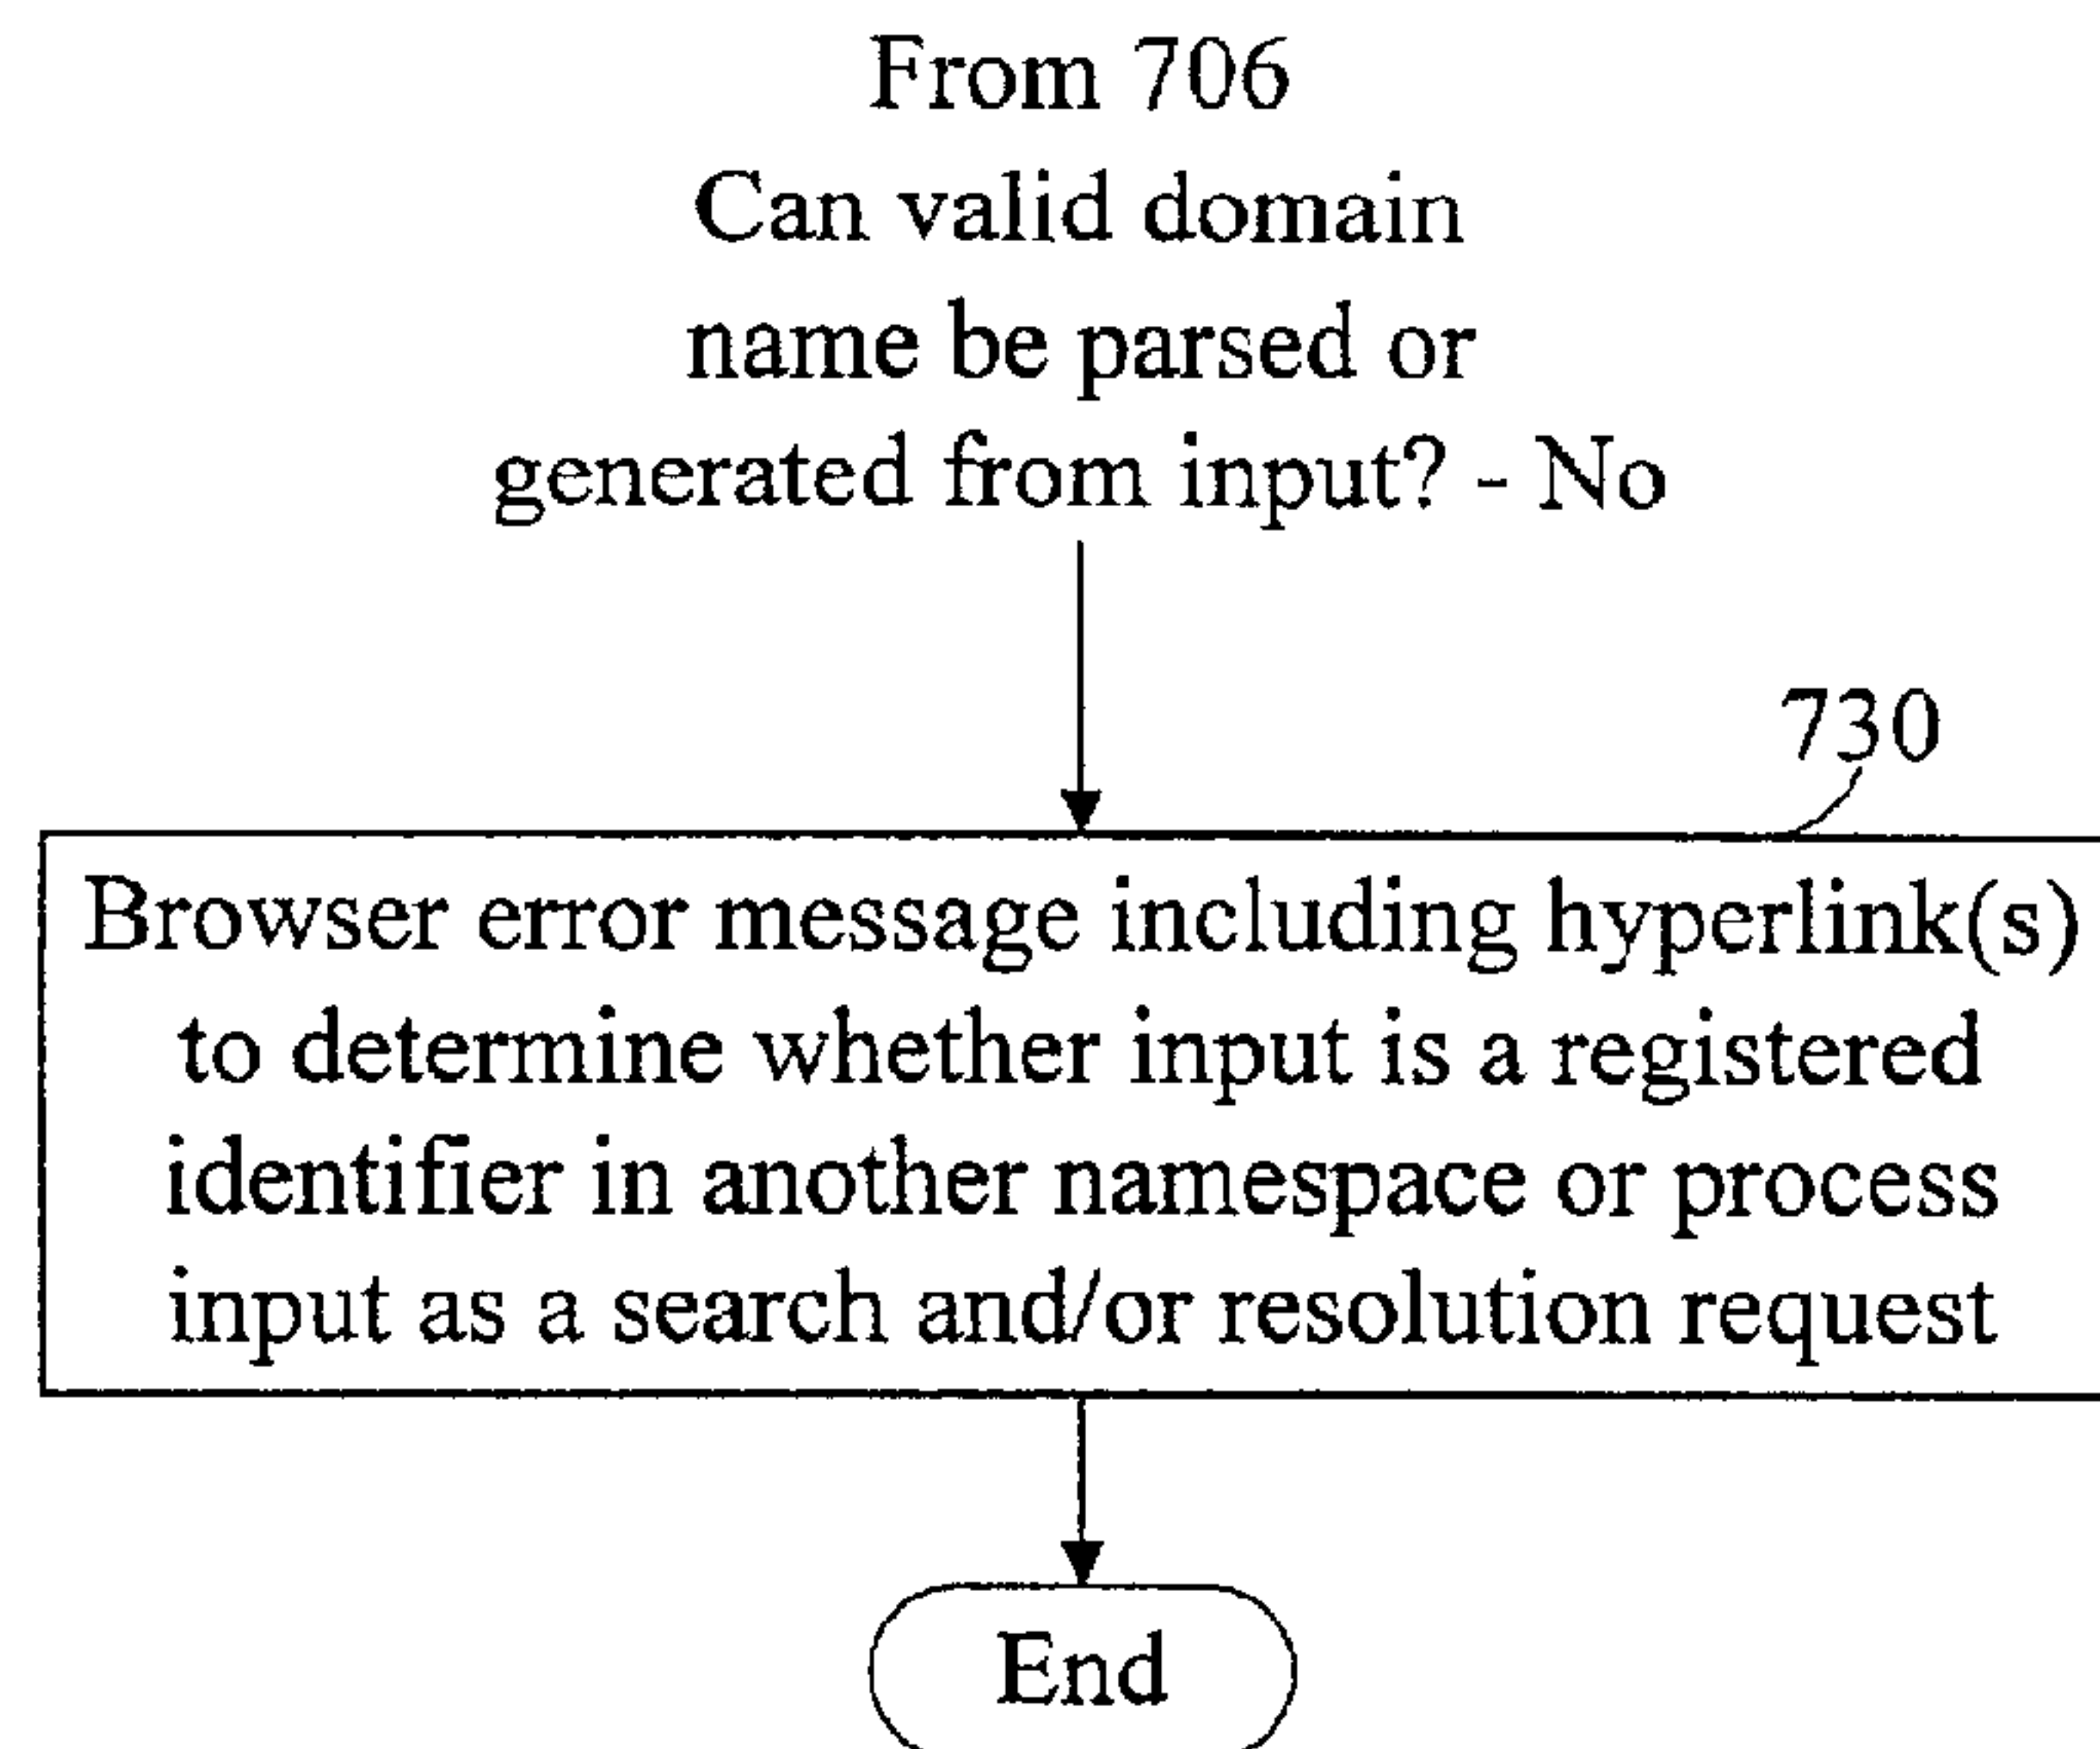 From 706
Can valid domain
name be parsed or
generated from input? - No
730
Browser error message including hyperlink(s)
to determine whether input is a registered
identifier in another namespace or process
input as a search and/or resolution request
End